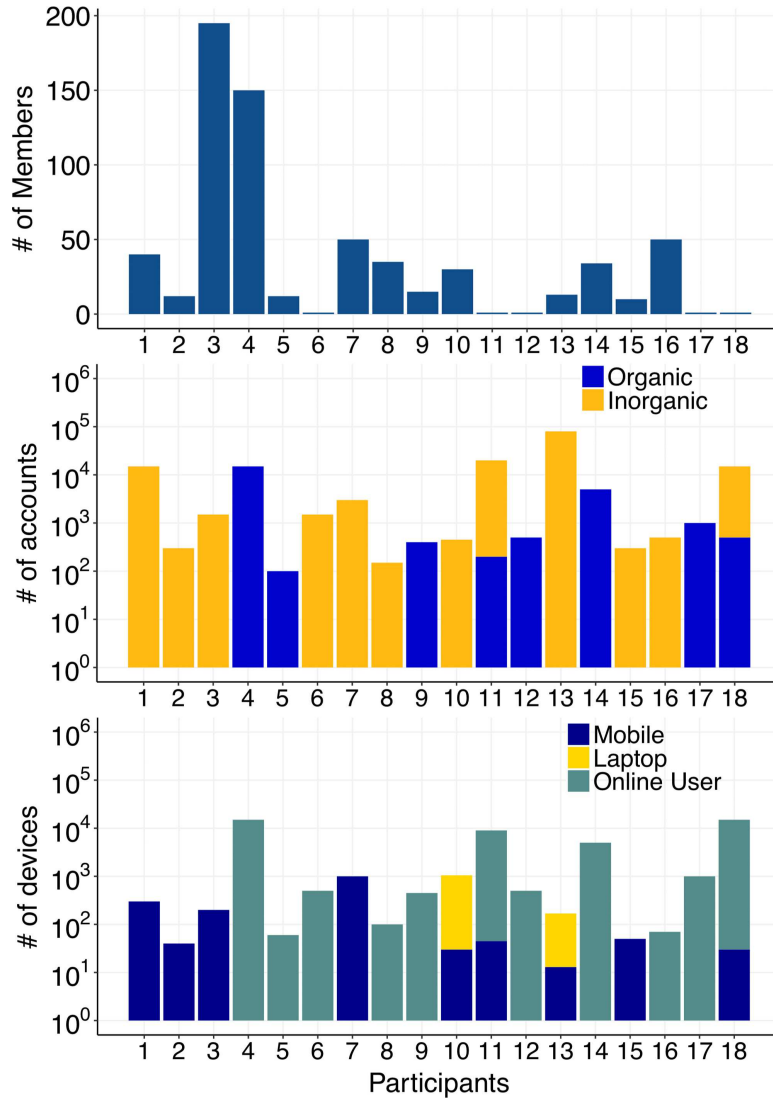 # of Members
200
150
100
50
0
1 2 3 4 5 6 7 8 9 10 11 12 13 14 15 16 17 18
# of accounts
Organic
Inorganic
10⁶
10⁵
10⁴
10³
10²
10¹
10⁰
1 2 3 4 5 6 7 8 9 10 11 12 13 14 15 16 17 18
# of devices
Mobile
Laptop
Online User
10⁶
10⁵
10⁴
10³
10²
10¹
10⁰
1 2 3 4 5 6 7 8 9 10 11 12 13 14 15 16 17 18
Participants